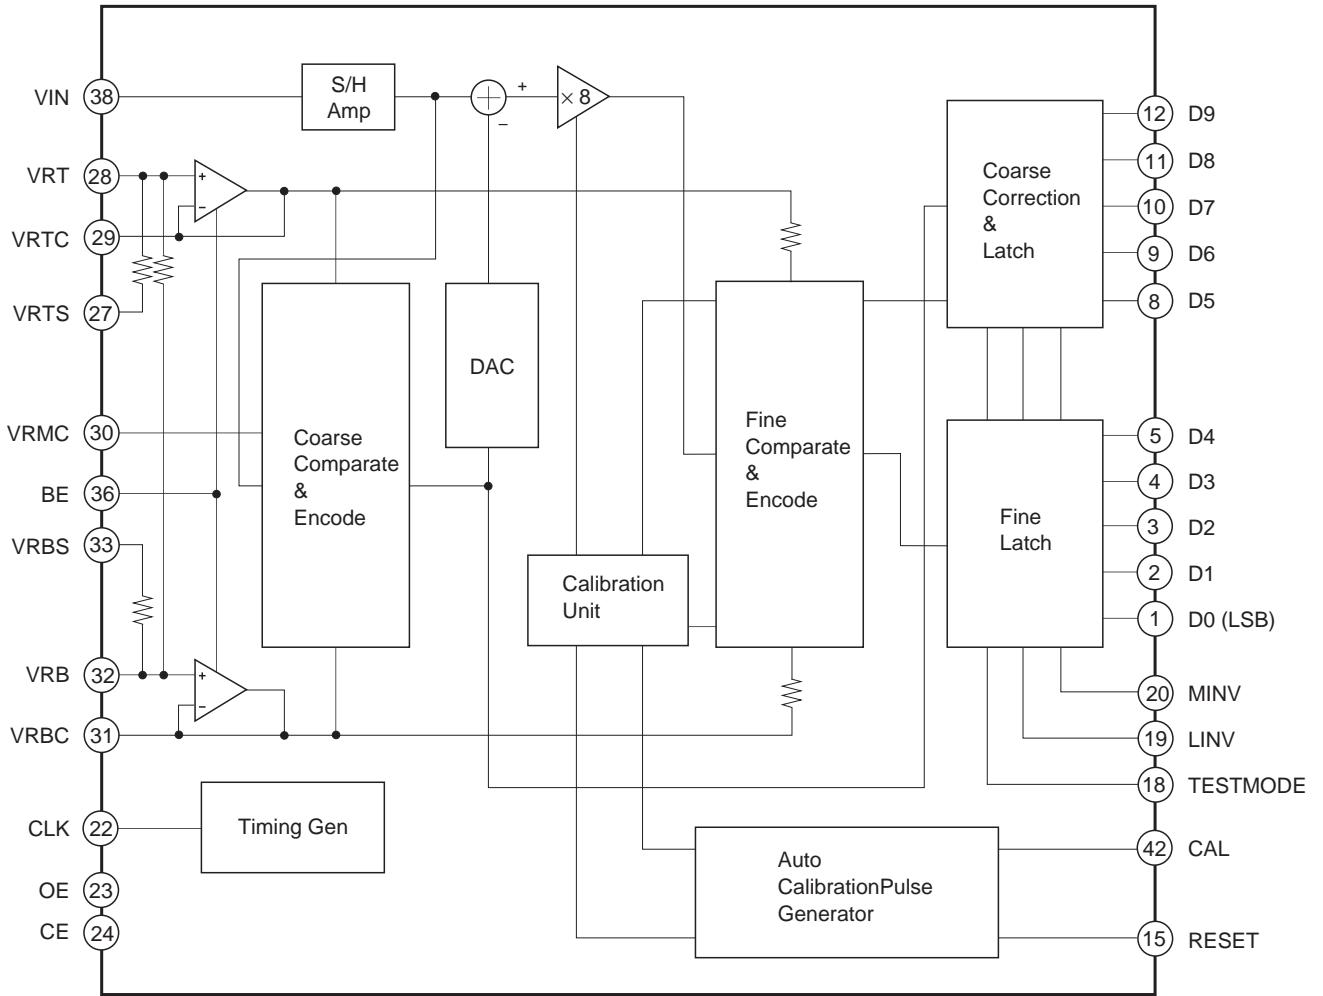 VIN 38
S/H
Amp
+
−
× 8
VRT 28
+
−
VRTC 29
VRTS 27
VRMC 30
BE 36
VRBS 33
VRB 32
+
−
VRBC 31
CLK 22
OE 23
CE 24
Coarse
Comparate
&
Encode
DAC
Timing Gen
Calibration
Unit
Fine
Comparate
&
Encode
Coarse
Correction
&
Latch
Fine
Latch
Auto
CalibrationPulse
Generator
12 D9
11 D8
10 D7
9 D6
8 D5
5 D4
4 D3
3 D2
2 D1
1 D0 (LSB)
20 MINV
19 LINV
18 TESTMODE
42 CAL
15 RESET